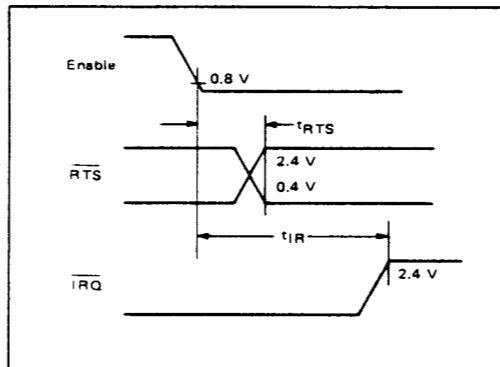 Enable
0.8 V
tRTS
RTS
2.4 V
0.4 V
tIR
IRQ
2.4 V